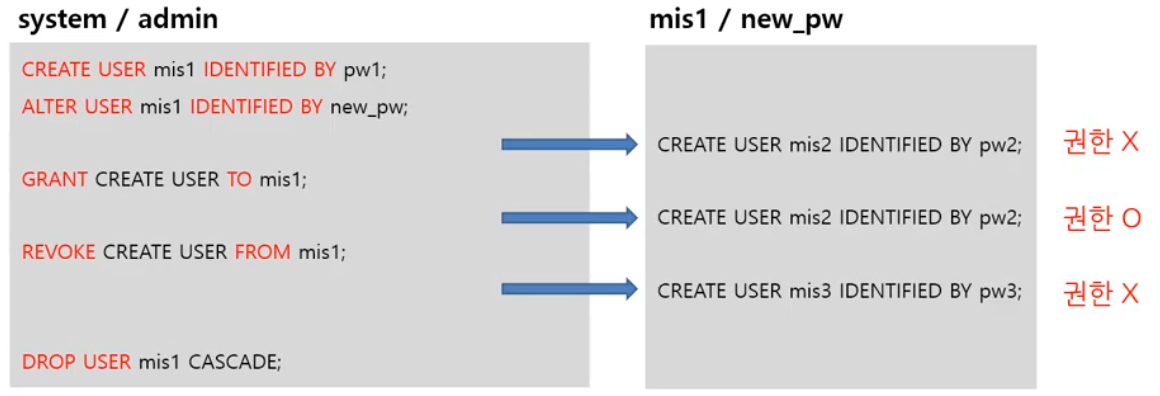 system / admin
CREATE USER mis1 IDENTIFIED BY pw1;
ALTER USER mis1 IDENTIFIED BY new_pw;
GRANT CREATE USER TO mis1;
REVOKE CREATE USER FROM mis1;
DROP USER mis1 CASCADE;
mis1 / new_pw
CREATE USER mis2 IDENTIFIED BY pw2; 권한 X
CREATE USER mis2 IDENTIFIED BY pw2; 권한 O
CREATE USER mis3 IDENTIFIED BY pw3; 권한 X